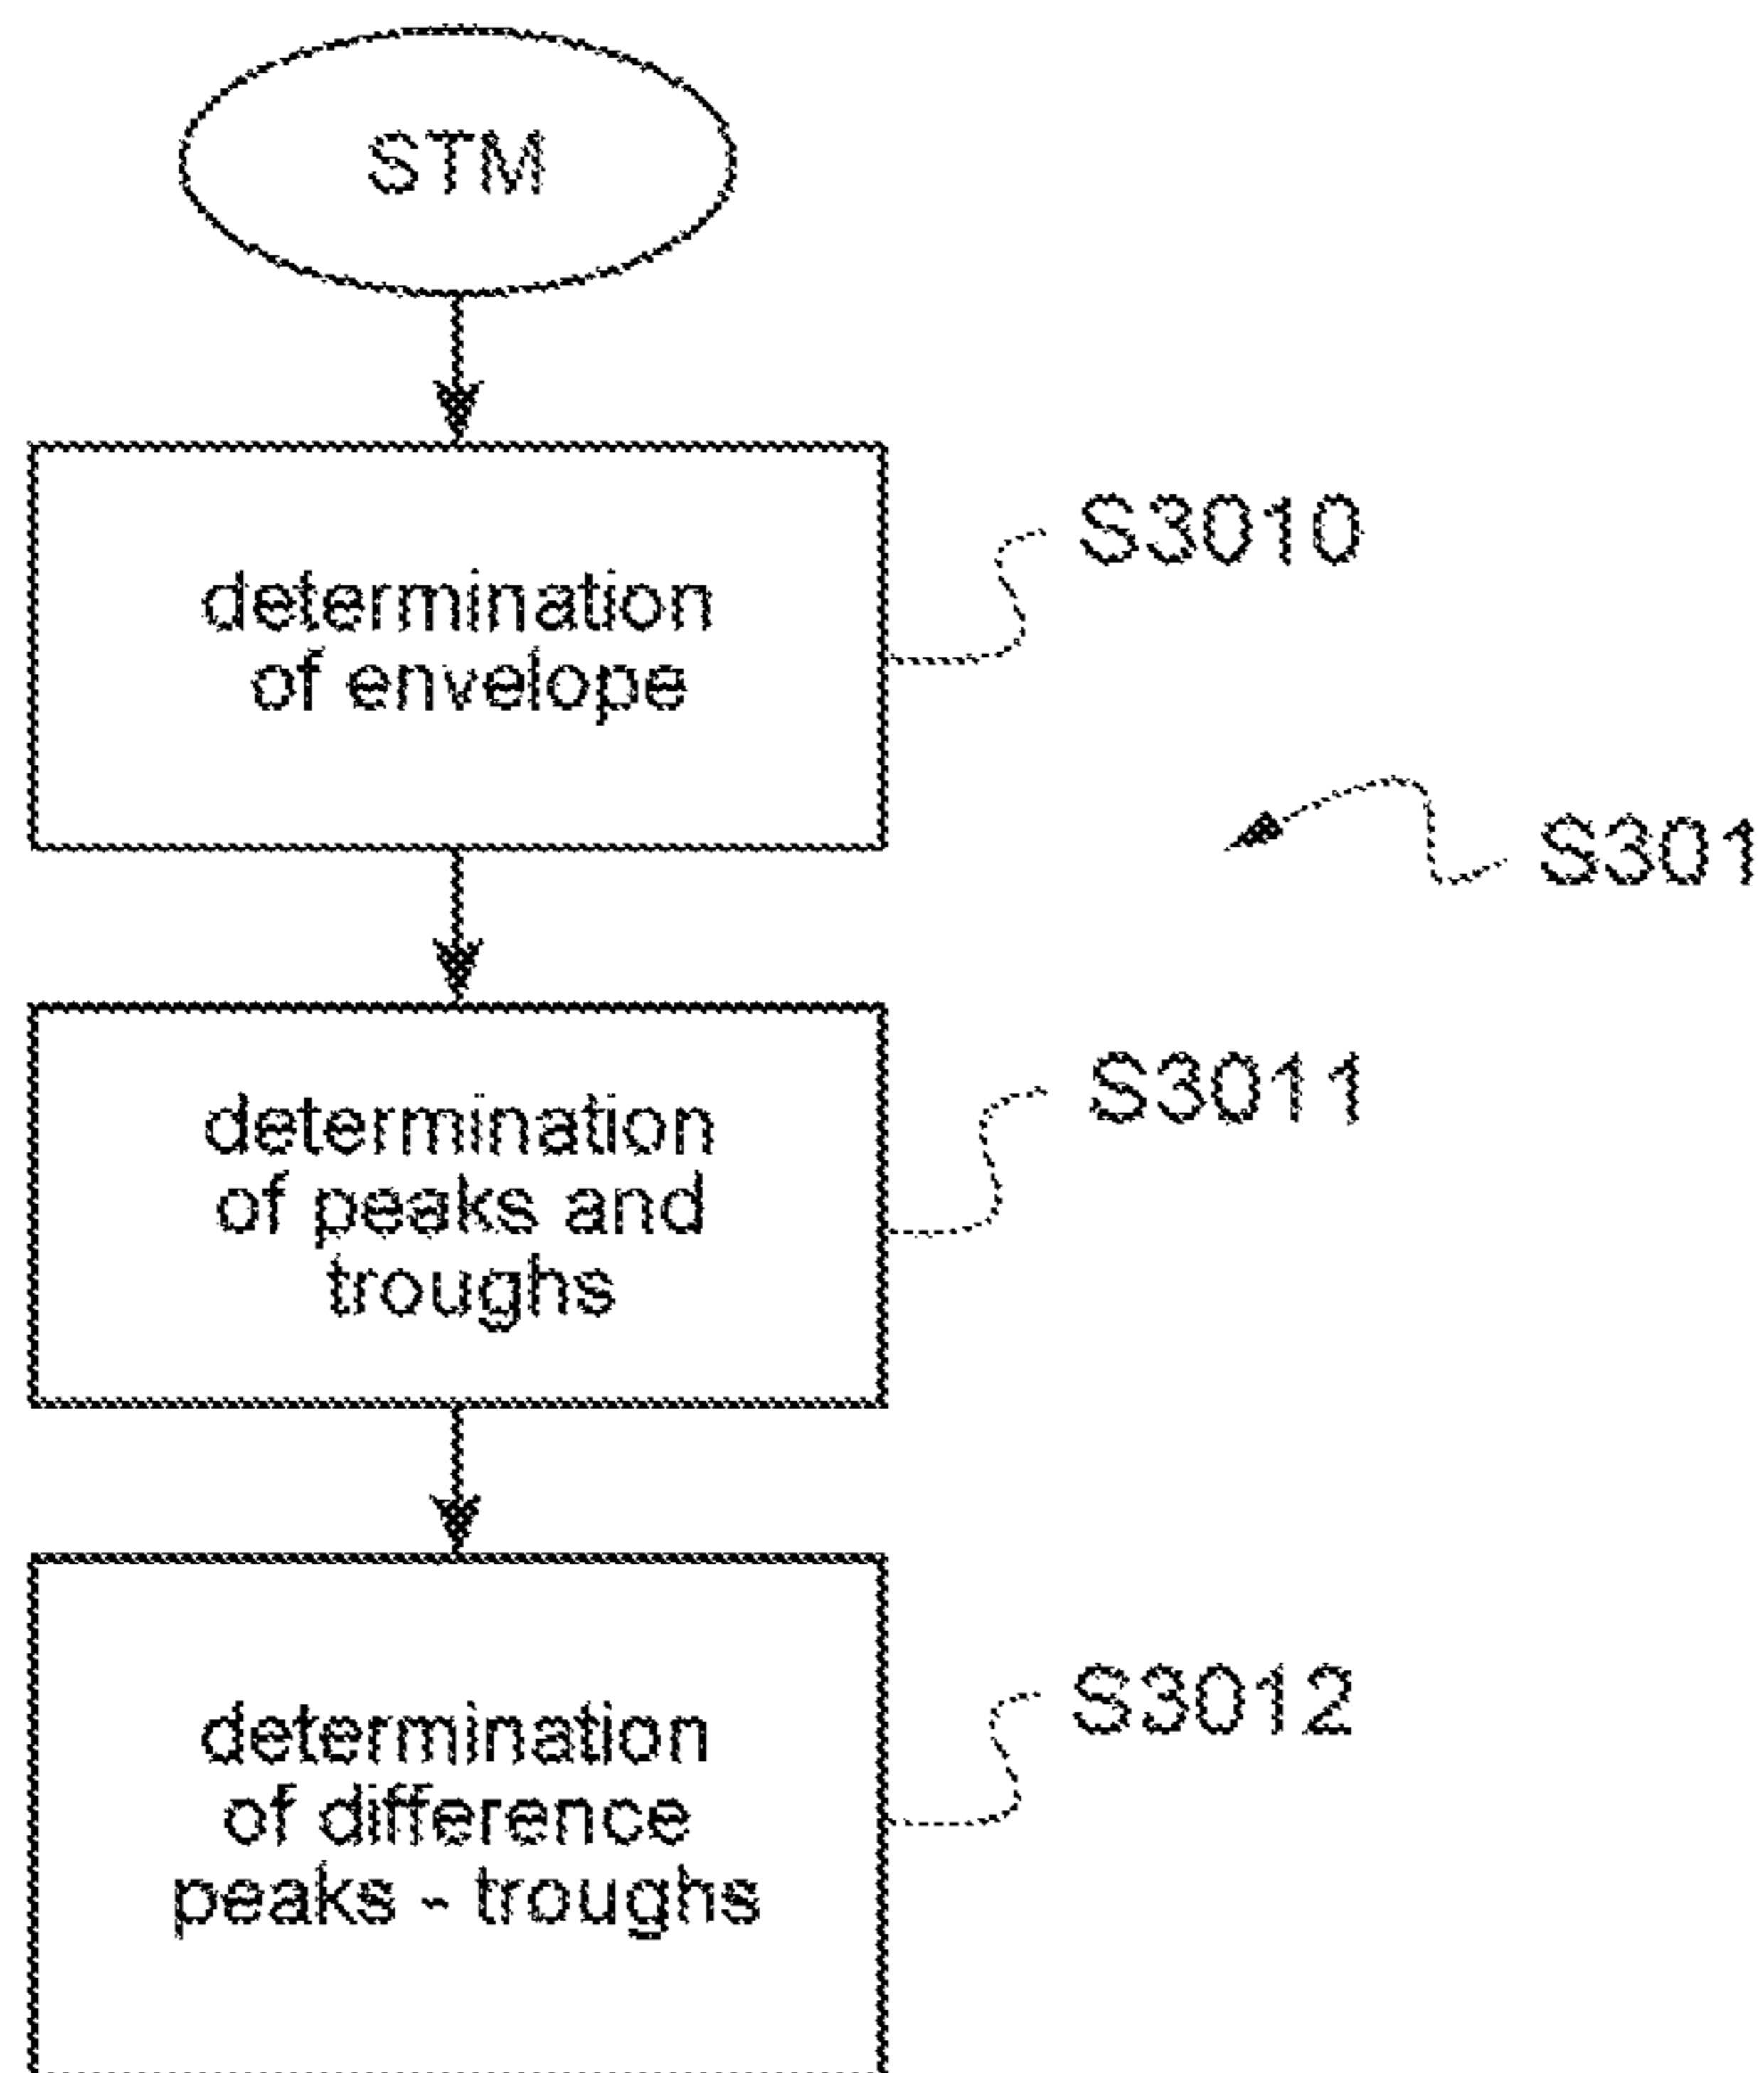 STM
determination
of envelope
S3010
S301
determination
of peaks and
troughs
S3011
determination
of difference
peaks - troughs
S3012